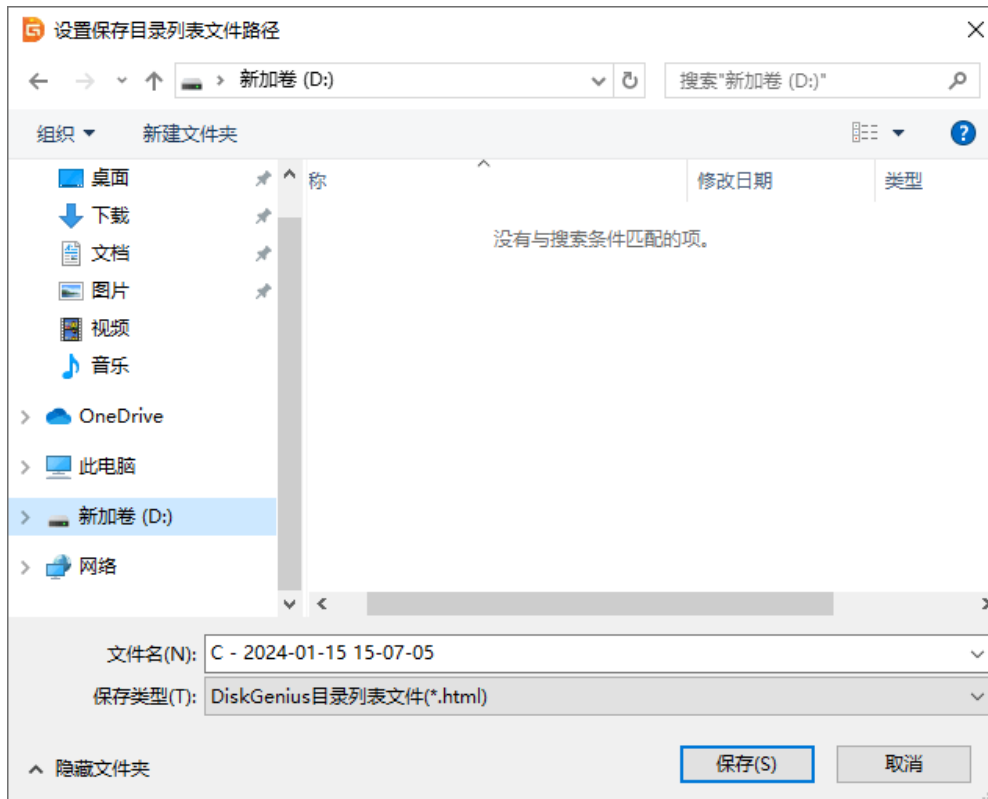 设置保存目录列表文件路径
新加卷 (D:)
搜索"新加卷 (D:)"
组织
新建文件夹
?
桌面
称
修改日期
类型
下载
没有与搜索条件匹配的项。
文档
图片
视频
音乐
OneDrive
此电脑
新加卷 (D:)
网络
文件名(N): C - 2024-01-15 15-07-05
保存类型(T): DiskGenius目录列表文件(*.html)
隐藏文件夹
保存(S)
取消